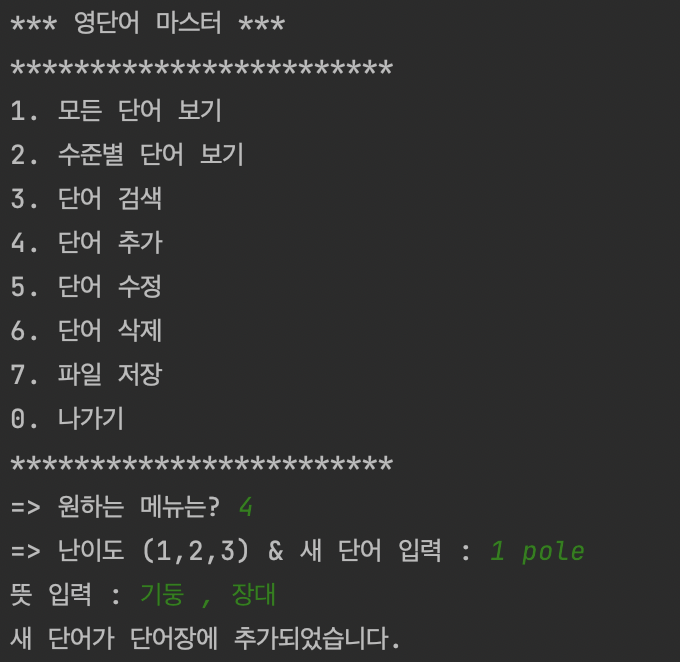 *** 영단어 마스터 ***
************************
1. 모든 단어 보기
2. 수준별 단어 보기
3. 단어 검색
4. 단어 추가
5. 단어 수정
6. 단어 삭제
7. 파일 저장
0. 나가기
************************
=> 원하는 메뉴는? 4
=> 난이도 (1,2,3) & 새 단어 입력 : 1 pole
뜻 입력 : 기둥 , 장대
새 단어가 단어장에 추가되었습니다.